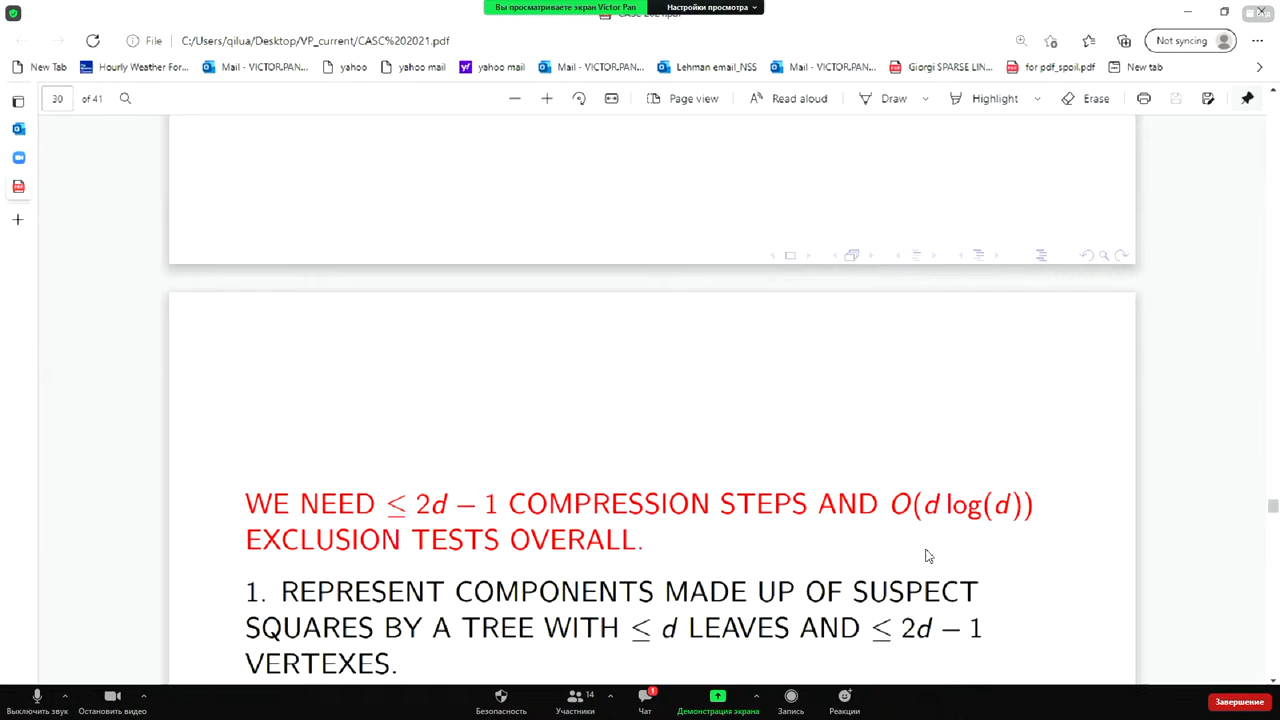 Вы просматриваете экран Victor Pan
Настройки просмотра
File
C:/Users/qilua/Desktop/VP_current/CASC%202021.pdf
Not syncing
New Tab
Hourly Weather For...
Mail - VICTOR.PAN...
yahoo
yahoo mail
yahoo mail
Mail - VICTOR.PAN...
Lehman email_NSS
Mail - VICTOR.PAN...
Giorgi SPARSE LIN...
for pdf_spoil.pdf
New tab
30 of 41
Page view
Read aloud
Draw
Highlight
Erase
WE NEED ≤ 2d − 1 COMPRESSION STEPS AND O(d log(d))
EXCLUSION TESTS OVERALL.
1. REPRESENT COMPONENTS MADE UP OF SUSPECT
SQUARES BY A TREE WITH ≤ d LEAVES AND ≤ 2d − 1
VERTEXES.
Выключить звук
Остановить видео
Безопасность
Участники
14
Чат
1
Демонстрация экрана
Запись
Реакции
Завершение